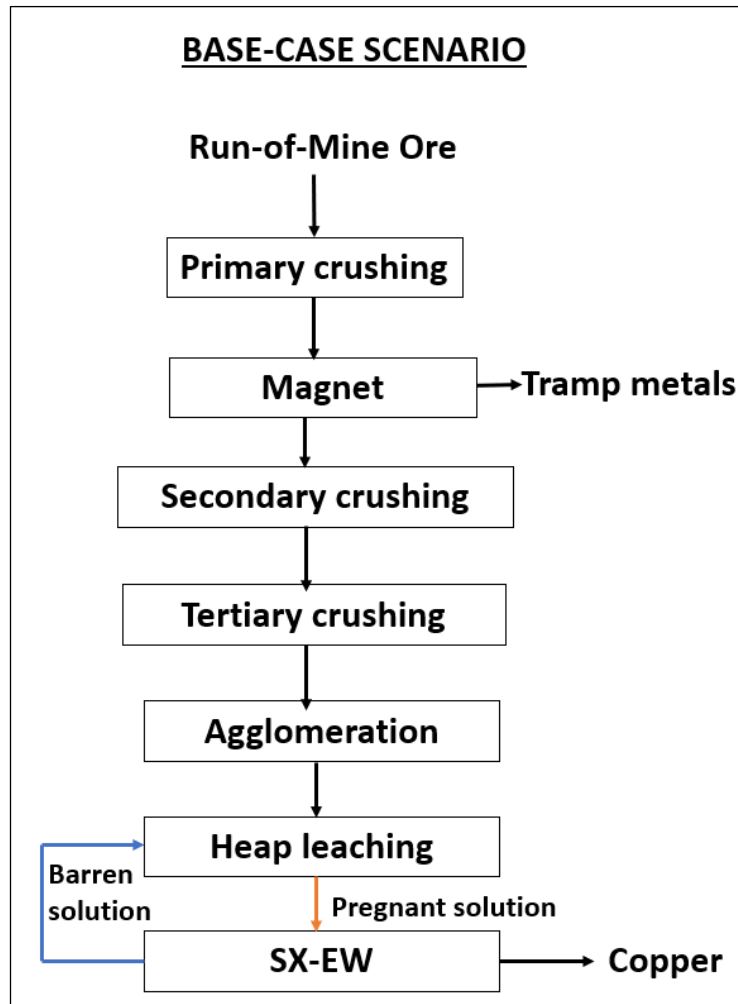 BASE-CASE SCENARIO
Run-of-Mine Ore
Primary crushing
Magnet
Tramp metals
Secondary crushing
Tertiary crushing
Agglomeration
Heap leaching
Barren
solution
Pregnant solution
SX-EW
Copper